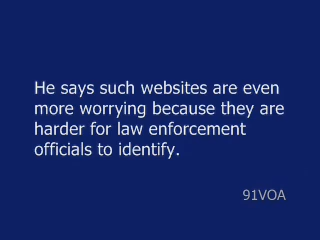 He says such websites are even
more worrying because they are
harder for law enforcement
officials to identify.
91VOA